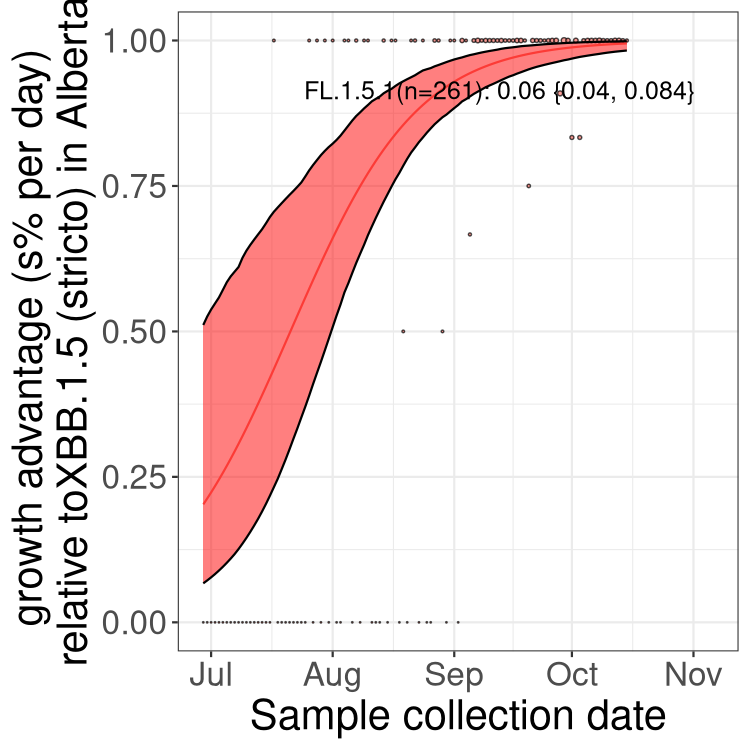 growth advantage (s% per day)
relative toXBB.1.5 (stricto) in Alberta
1.00
0.75
0.50
0.25
0.00
FL.1.5.1(n=261): 0.06 {0.04, 0.084}
Jul Aug Sep Oct Nov
Sample collection date